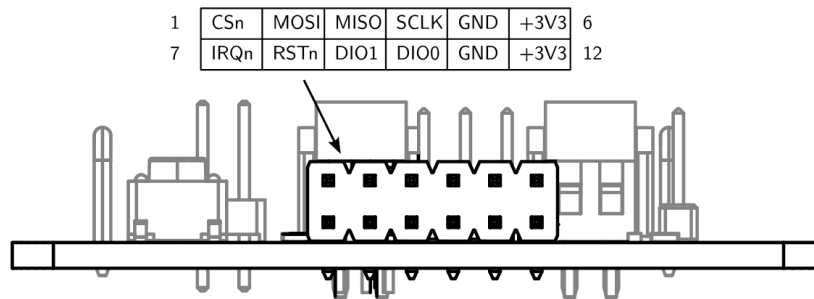 1 CSn MOSI MISO SCLK GND +3V3 6
7 IRQn RSTn DIO1 DIO0 GND +3V3 12